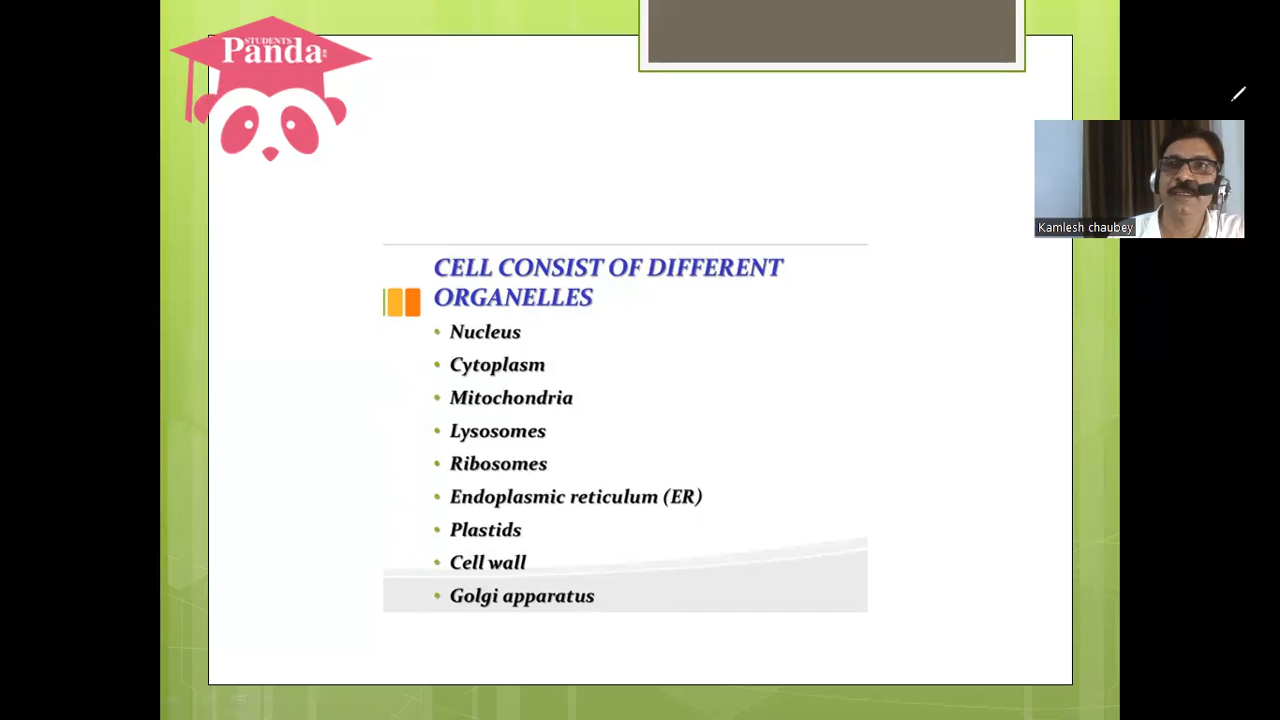 STUDENTS
Panda
CELL CONSIST OF DIFFERENT
ORGANELLES
• Nucleus
• Cytoplasm
• Mitochondria
• Lysosomes
• Ribosomes
• Endoplasmic reticulum (ER)
• Plastids
• Cell wall
• Golgi apparatus
Kamlesh chaubey